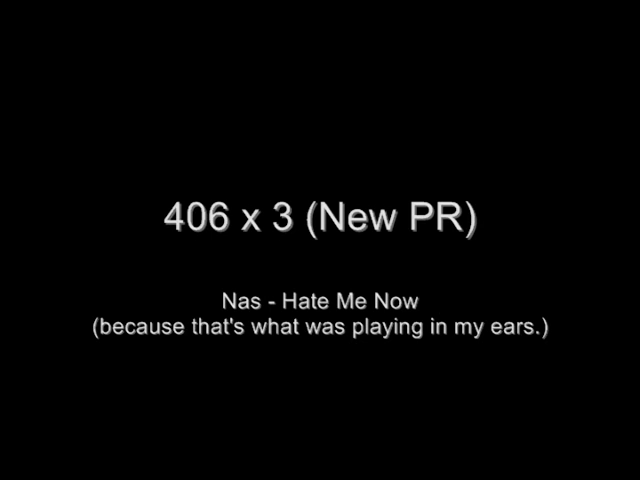 406 x 3 (New PR)
Nas - Hate Me Now
(because that's what was playing in my ears.)